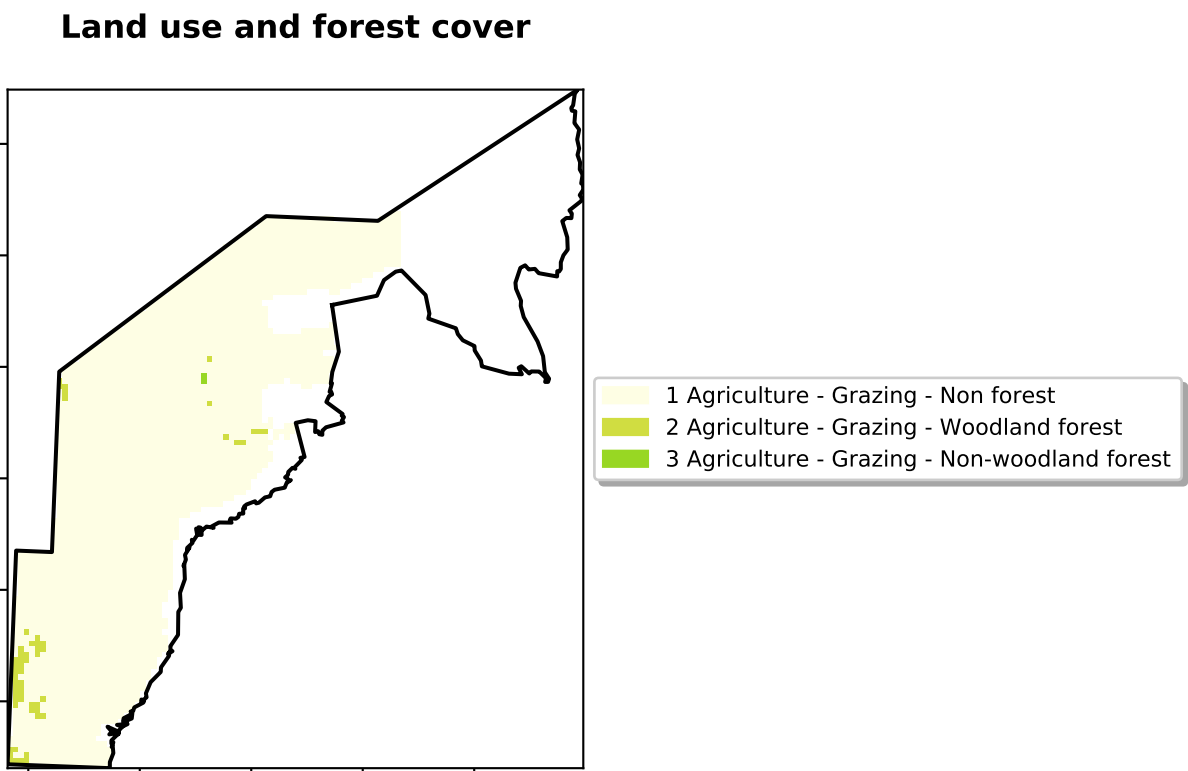 Land use and forest cover
1 Agriculture - Grazing - Non forest
2 Agriculture - Grazing - Woodland forest
3 Agriculture - Grazing - Non-woodland forest